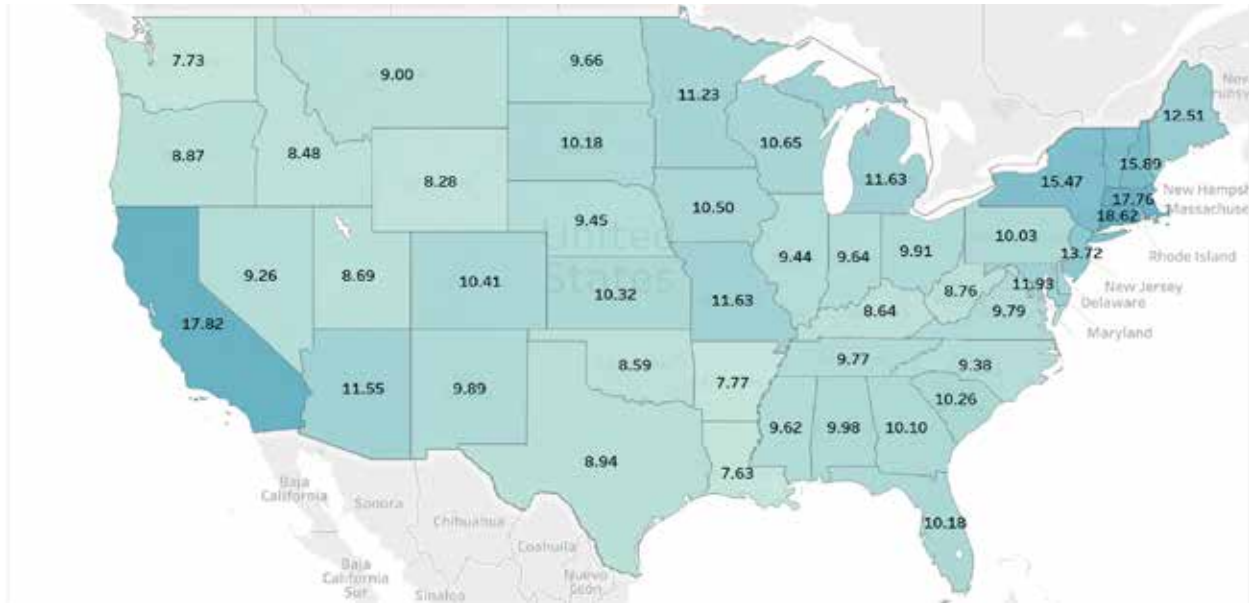 7.73
9.00
9.66
11.23
12.51
8.87
8.48
10.18
10.65
8.28
11.63
15.47
15.89
New Hampsh
17.76
Massachuse
18.62
9.45
10.50
United
States
9.26
8.69
10.41
10.32
11.63
9.44
9.64
9.91
10.03
13.72
Rhode Island
11.93
New Jersey
8.76
9.79
Delaware
Maryland
8.64
17.82
11.55
9.89
8.59
7.77
9.77
9.38
10.26
8.94
7.63
9.62
9.98
10.10
10.18
Baja
California
Sonora
Chihuahua
Coahuila
Baja
California
Sur
Sinaloa
Nuevo
León